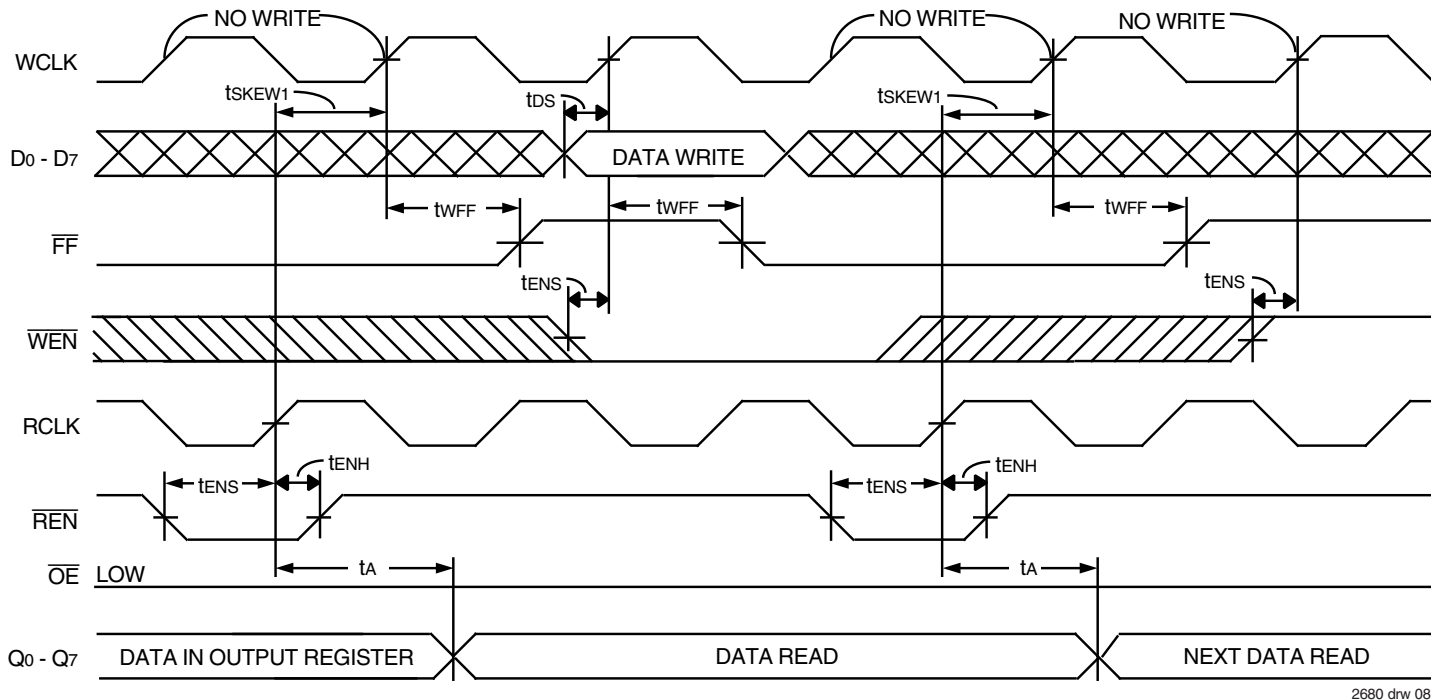 NO WRITE NO WRITE NO WRITE
WCLK
tSKEW1 tDS tSKEW1
D0 - D7 DATA WRITE
tWFF tWFF tWFF
FF
tENS tENS
WEN
RCLK
tENS tENH tENS tENH
REN
tA tA
OE LOW
Q0 - Q7 DATA IN OUTPUT REGISTER DATA READ NEXT DATA READ
2680 drw 08